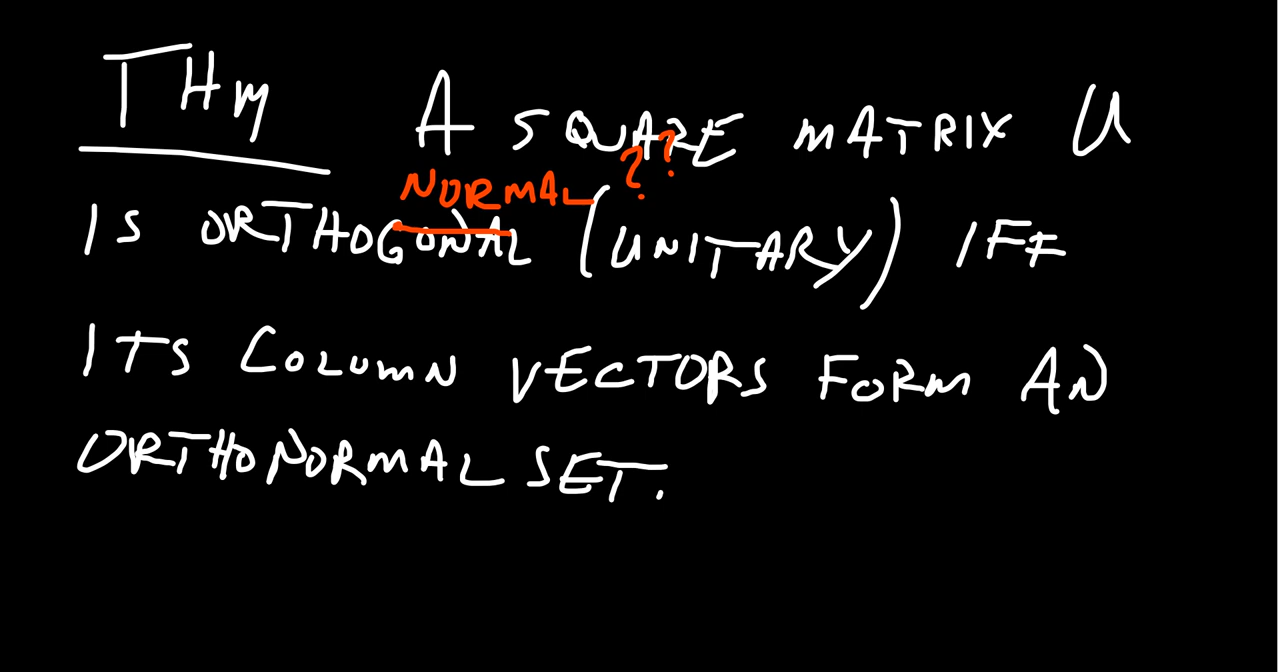 THM A SQUARE MATRIX U
NORMAL ??
IS ORTHOGONAL (UNITARY) IFF
ITS COLUMN VECTORS FORM AN
ORTHONORMAL SET.